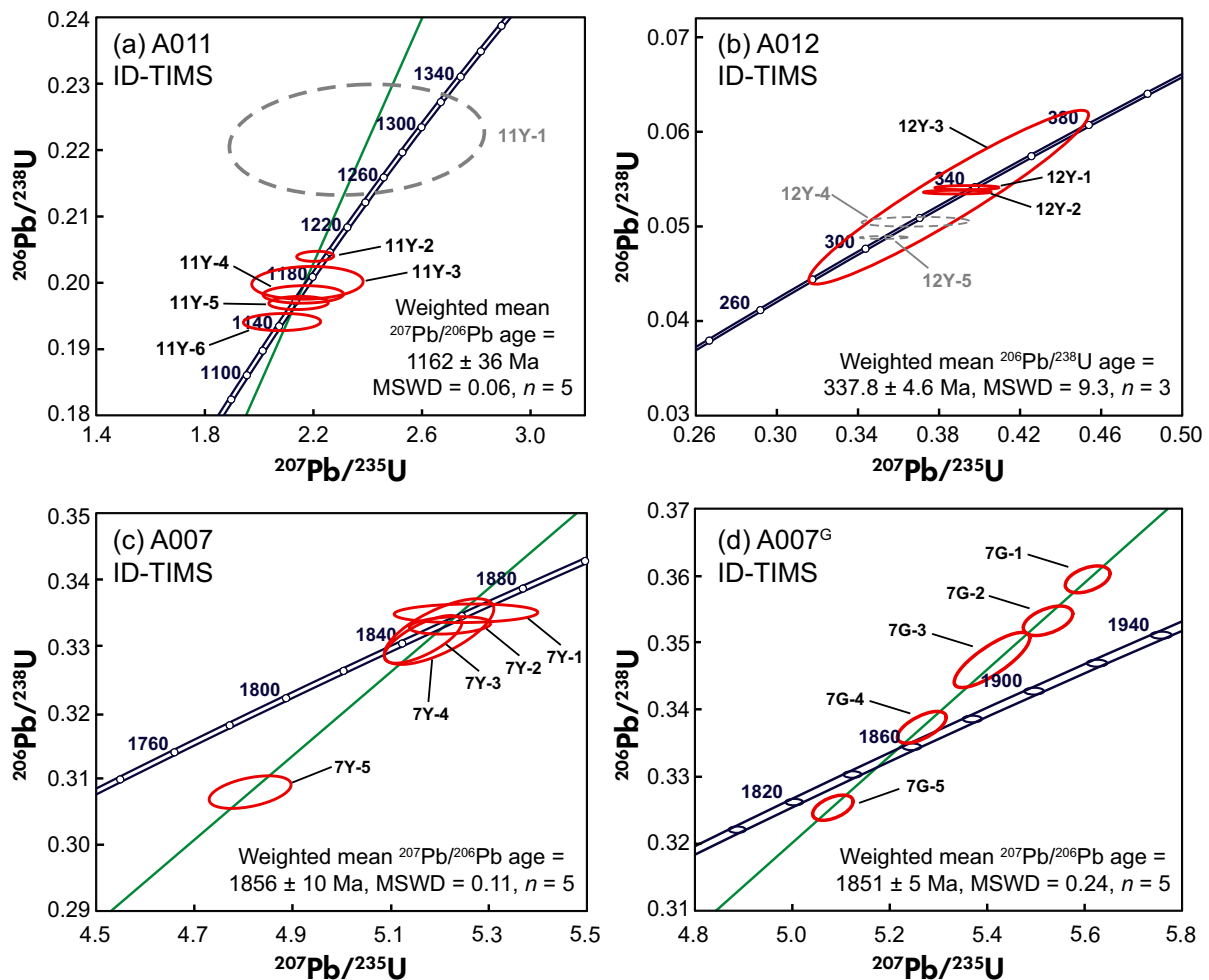 (a) A011
ID-TIMS
0.24
0.23
0.22
0.21
0.20
0.19
0.18
206Pb/238U
1340
1300
1260
1220
1180
1140
1100
11Y-1
11Y-2
11Y-3
11Y-4
11Y-5
11Y-6
Weighted mean
207Pb/206Pb age =
1162 ± 36 Ma
MSWD = 0.06, n = 5
1.4 1.8 2.2 2.6 3.0
207Pb/235U
(b) A012
ID-TIMS
0.07
0.06
0.05
0.04
0.03
206Pb/238U
380
340
300
260
12Y-3
12Y-1
12Y-4
12Y-2
12Y-5
Weighted mean 206Pb/238U age =
337.8 ± 4.6 Ma, MSWD = 9.3, n = 3
0.26 0.30 0.34 0.38 0.42 0.46 0.50
207Pb/235U
(c) A007
ID-TIMS
0.35
0.34
0.33
0.32
0.31
0.30
0.29
206Pb/238U
1880
1840
1800
1760
7Y-1
7Y-2
7Y-3
7Y-4
7Y-5
Weighted mean 207Pb/206Pb age =
1856 ± 10 Ma, MSWD = 0.11, n = 5
4.5 4.7 4.9 5.1 5.3 5.5
207Pb/235U
(d) A007G
ID-TIMS
0.37
0.36
0.35
0.34
0.33
0.32
0.31
206Pb/238U
1940
1900
1860
1820
7G-1
7G-2
7G-3
7G-4
7G-5
Weighted mean 207Pb/206Pb age =
1851 ± 5 Ma, MSWD = 0.24, n = 5
4.8 5.0 5.2 5.4 5.6 5.8
207Pb/235U